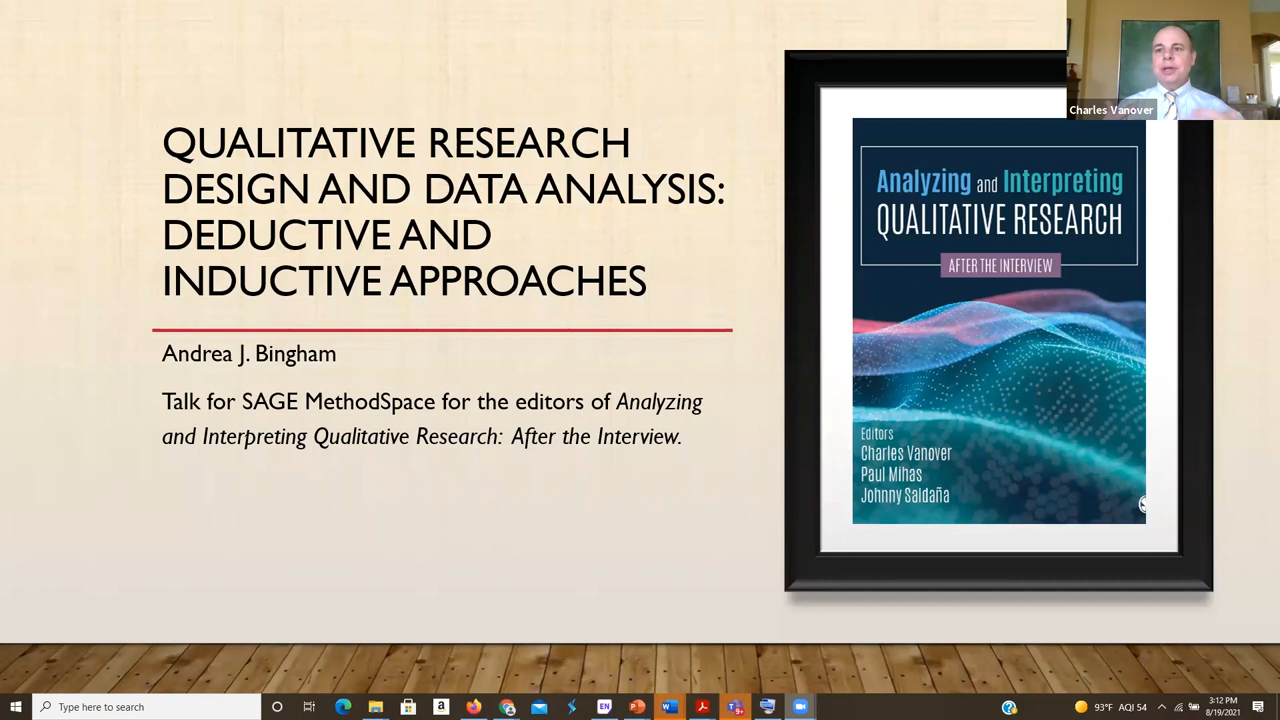 QUALITATIVE RESEARCH
DESIGN AND DATA ANALYSIS:
DEDUCTIVE AND
INDUCTIVE APPROACHES
Andrea J. Bingham
Talk for SAGE MethodSpace for the editors of Analyzing
and Interpreting Qualitative Research: After the Interview.
Charles Vanover
Analyzing and Interpreting
QUALITATIVE RESEARCH
AFTER THE INTERVIEW
Editors
Charles Vanover
Paul Mihas
Johnny Saldaña
Type here to search
EN
93°F AQI 54
3:12 PM
8/19/2021